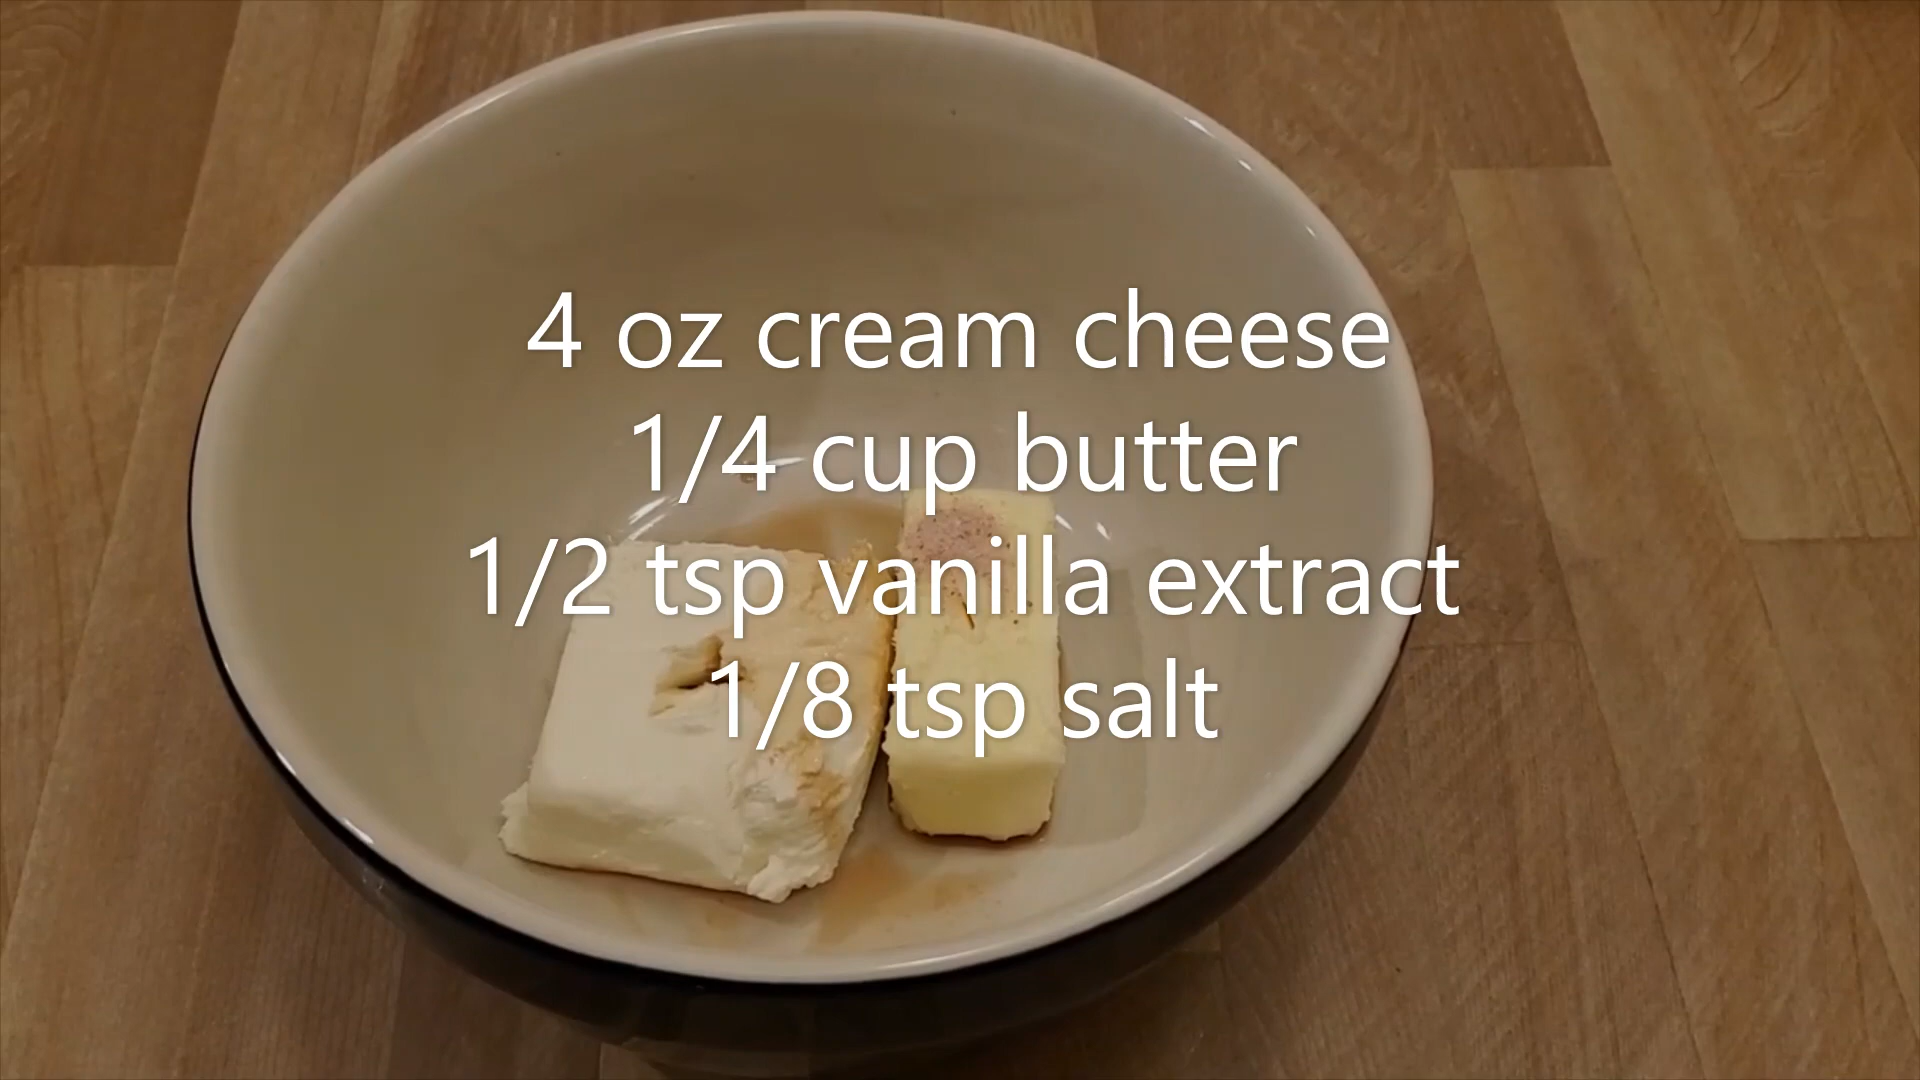 4 oz cream cheese
1/4 cup butter
1/2 tsp vanilla extract
1/8 tsp salt